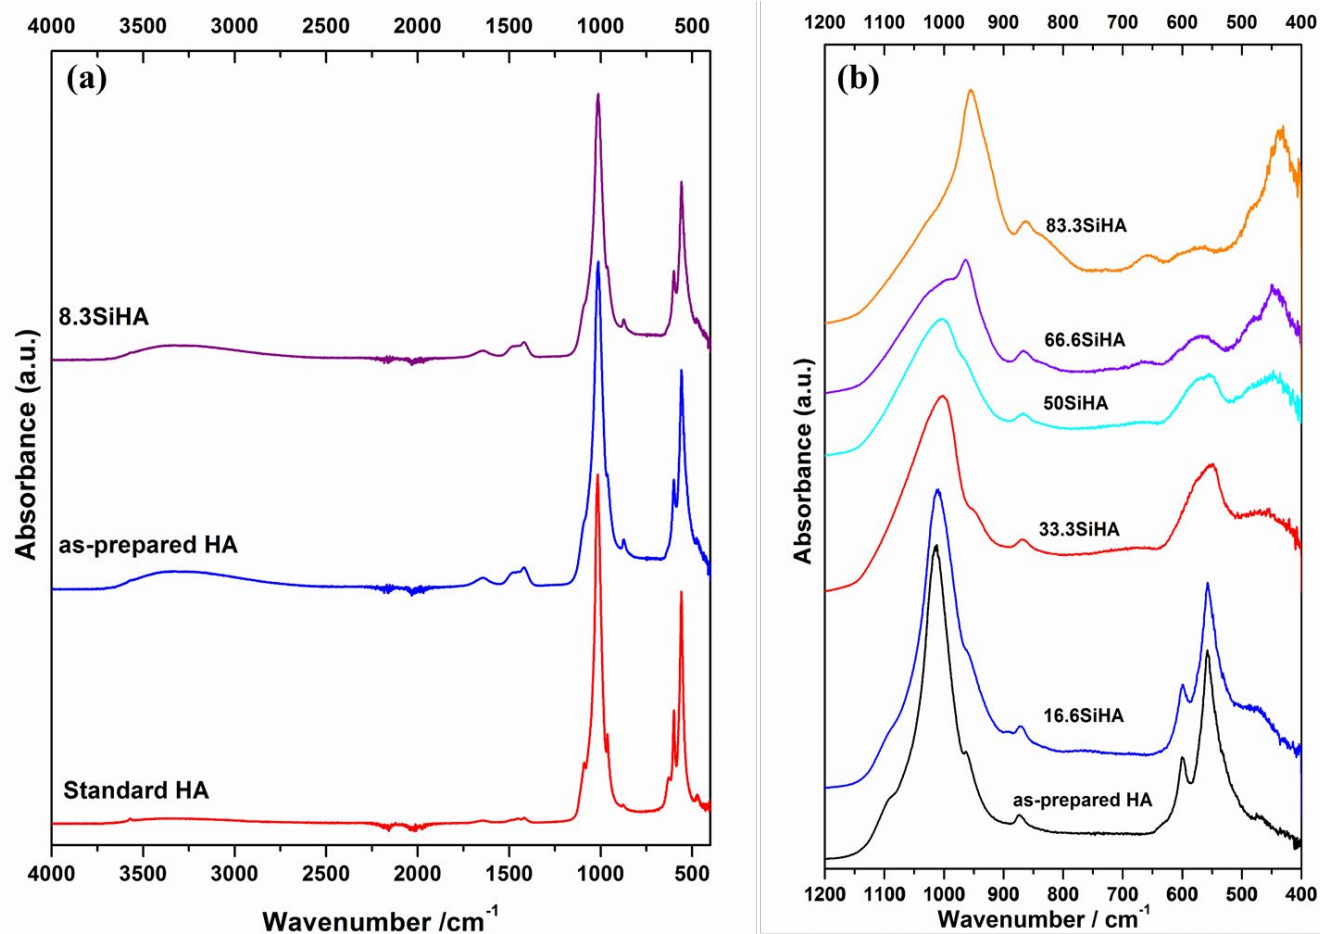 4000 3500 3000 2500 2000 1500 1000 500
(a)
8.3SiHA
as-prepared HA
Standard HA
Absorbance (a.u.)
4000 3500 3000 2500 2000 1500 1000 500
Wavenumber /cm⁻¹
1200 1100 1000 900 800 700 600 500 400
(b)
83.3SiHA
66.6SiHA
50SiHA
33.3SiHA
16.6SiHA
as-prepared HA
Absorbance (a.u.)
1200 1100 1000 900 800 700 600 500 400
Wavenumber / cm⁻¹